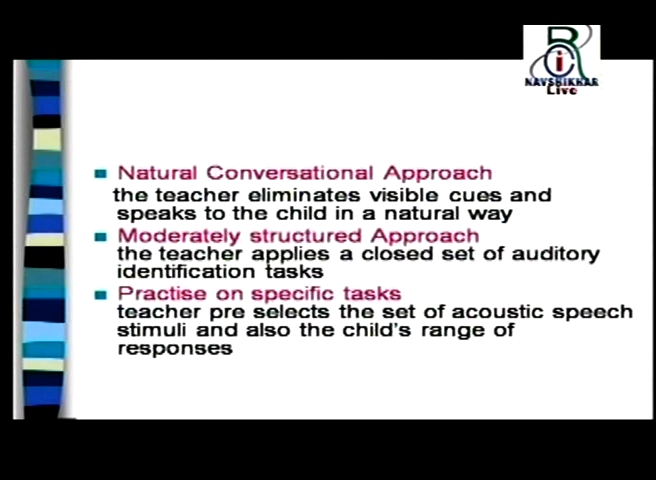 RCI
NAVSHIKHAR
Live
Natural Conversational Approach
the teacher eliminates visible cues and
speaks to the child in a natural way
Moderately structured Approach
the teacher applies a closed set of auditory
identification tasks
Practise on specific tasks
teacher pre selects the set of acoustic speech
stimuli and also the child's range of
responses